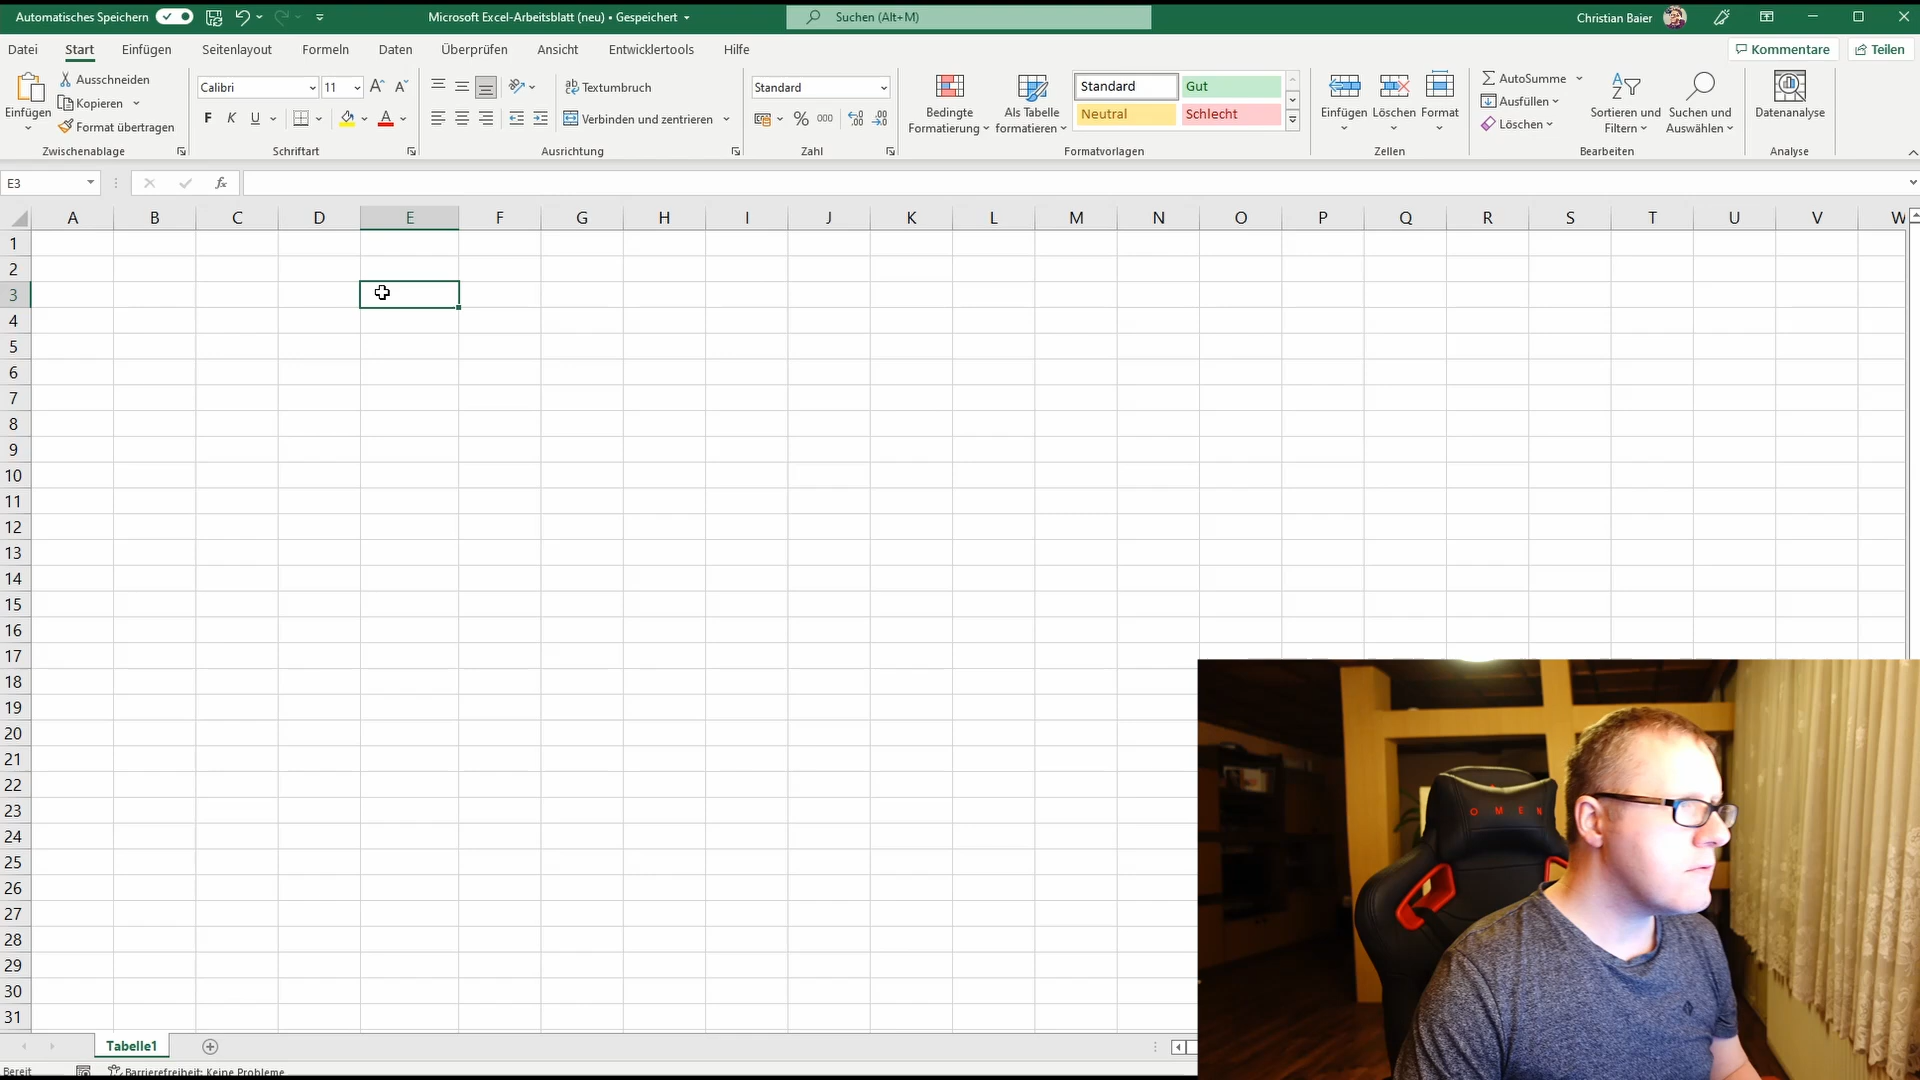 Automatisches Speichern Microsoft Excel-Arbeitsblatt (neu) • Gespeichert Suchen (Alt+M) Christian Baier
Datei Start Einfügen Seitenlayout Formeln Daten Überprüfen Ansicht Entwicklertools Hilfe Kommentare Teilen
Einfügen
Ausschneiden
Kopieren
Format übertragen
Zwischenablage
Calibri 11
F K U
Schriftart
Textumbruch
Verbinden und zentrieren
Ausrichtung
Standard
% 000
Zahl
Bedingte Formatierung
Als Tabelle formatieren
Standard Gut
Neutral Schlecht
Formatvorlagen
Einfügen Löschen Format
Zellen
AutoSumme
Ausfüllen
Löschen
Sortieren und Filtern
Suchen und Auswählen
Bearbeiten
Datenanalyse
Analyse
E3 fx
A B C D E F G H I J K L M N O P Q R S T U V W
1
2
3
4
5
6
7
8
9
10
11
12
13
14
15
16
17
18
19
20
21
22
23
24
25
26
27
28
29
30
31
OMEN
Tabelle1
Bereit Barrierefreiheit: Keine Probleme